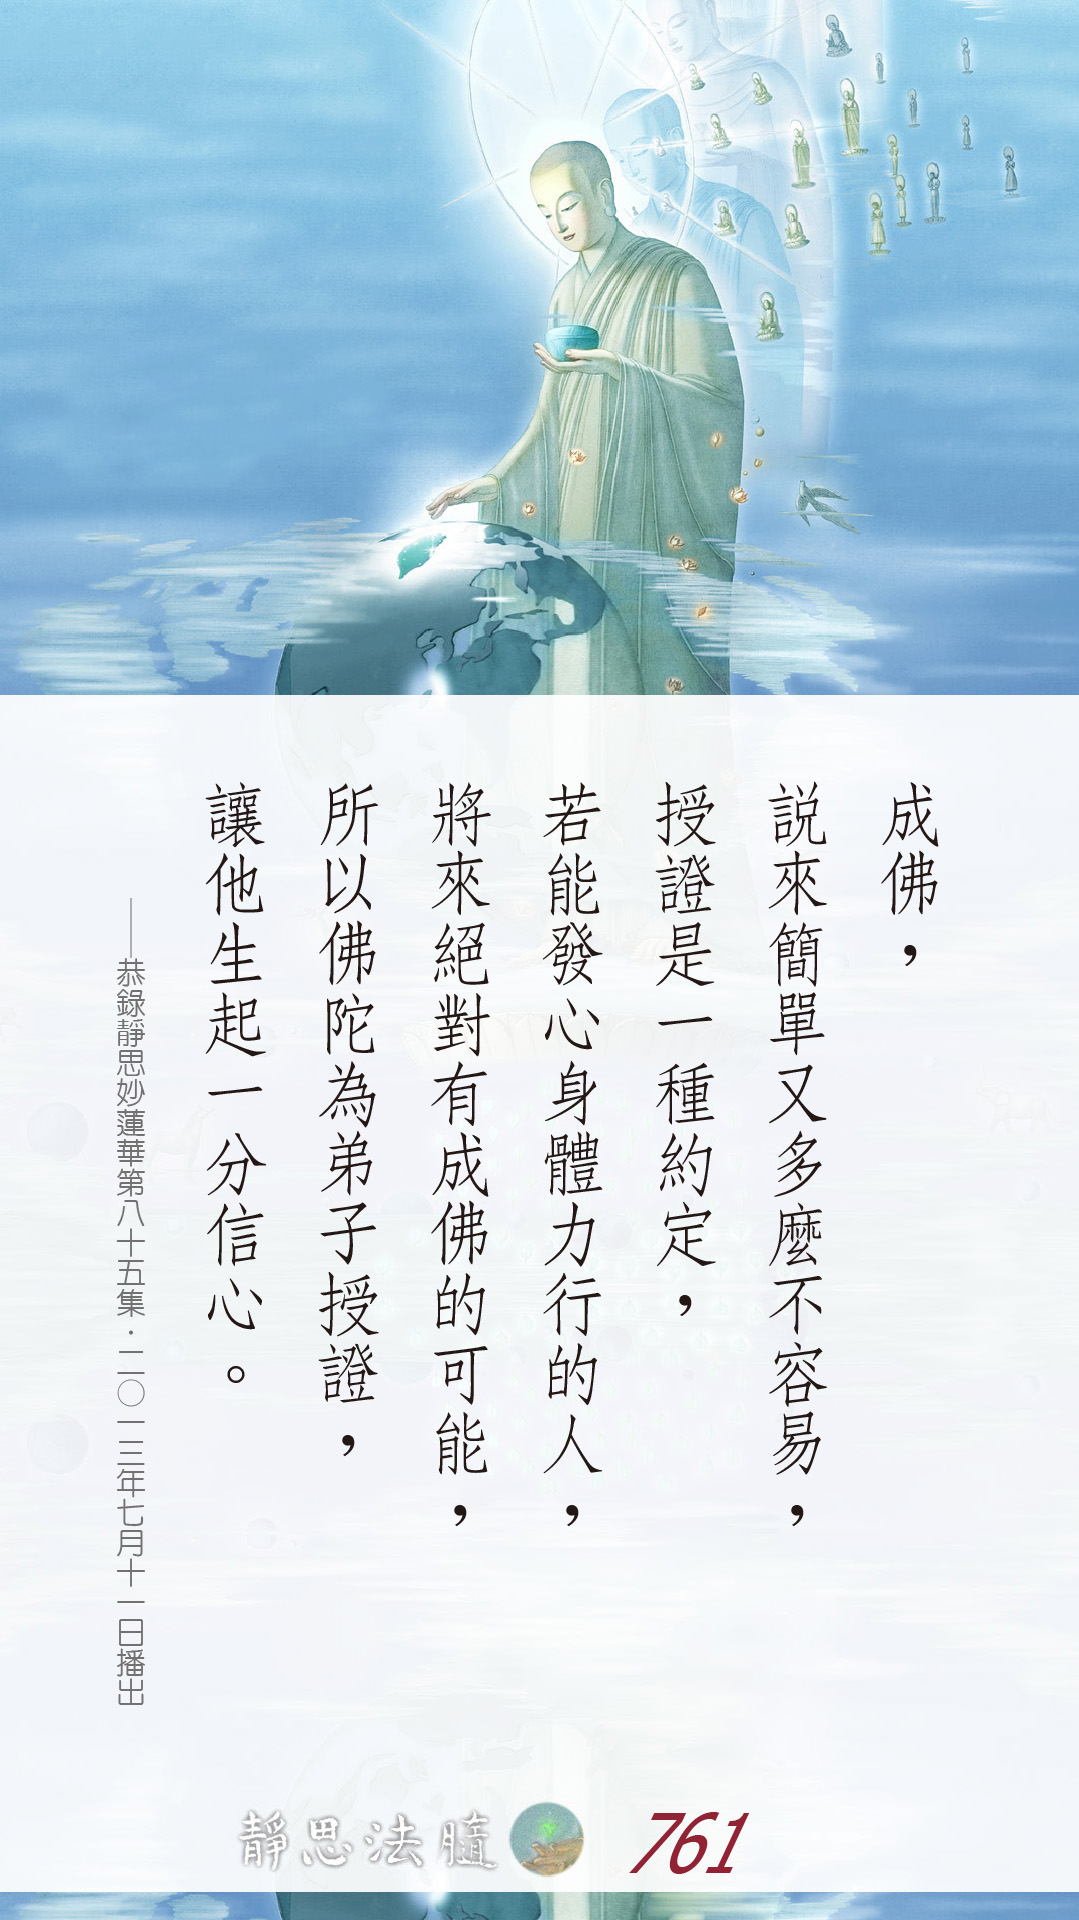 成佛，
説來簡單又多麼不容易，
授證是一種約定，
若能發心身體力行的人，
將來絕對有成佛的可能，
所以佛陀為弟子授證，
讓他生起一分信心。
——恭錄靜思妙蓮華第八十五集．二〇一三年七月十一日播出
靜思法髓 761